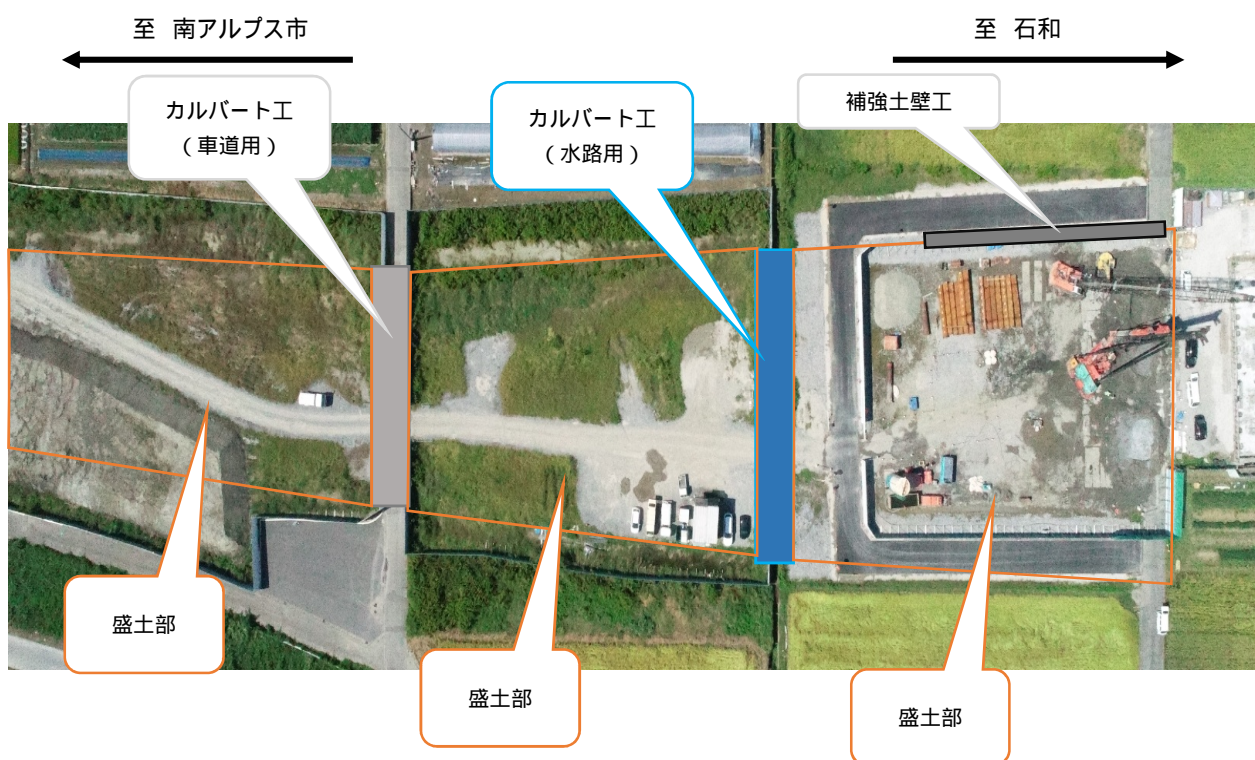 至 南アルプス市
至 石和
カルバート工
(車道用)
カルバート工
(水路用)
補強土壁工
盛土部
盛土部
盛土部